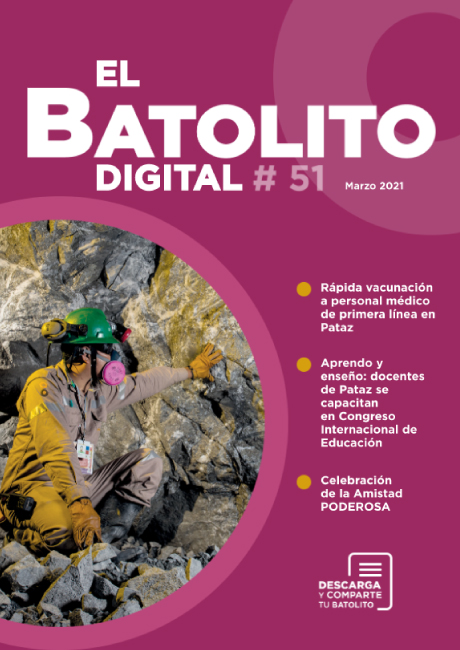 EL
BATOLITO
DIGITAL # 51
Marzo 2021
Rápida vacunación
a personal médico
de primera línea en
Pataz
Aprendo y
enseño: docentes
de Pataz se
capacitan
en Congreso
Internacional de
Educación
Celebración
de la Amistad
PODEROSA
DESCARGA
Y COMPARTE
TU BATOLITO